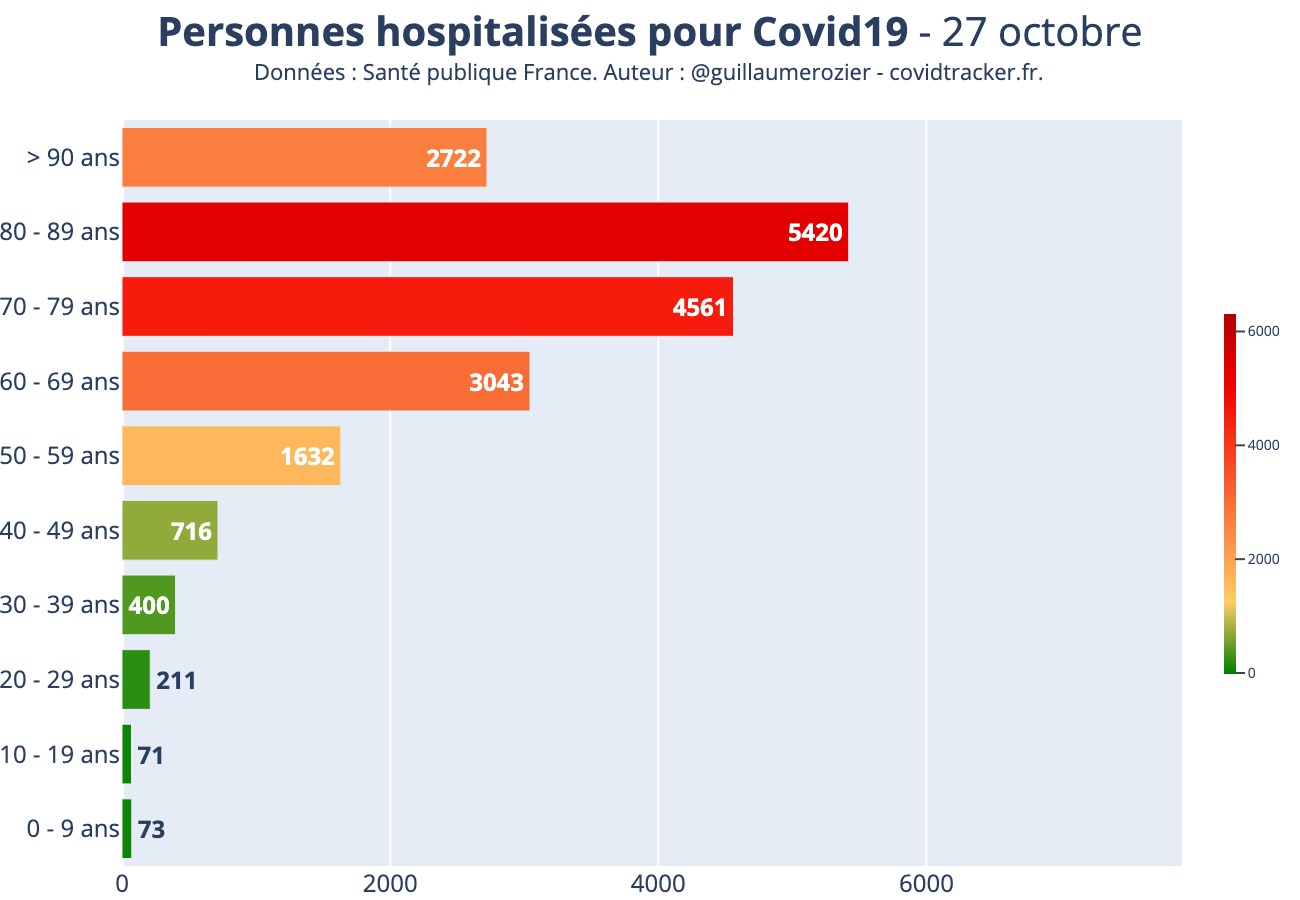 Personnes hospitalisées pour Covid19 - 27 octobre
Données : Santé publique France. Auteur : @guillaumerozier - covidtracker.fr.
> 90 ans 2722
80 - 89 ans 5420
70 - 79 ans 4561
60 - 69 ans 3043
50 - 59 ans 1632
40 - 49 ans 716
30 - 39 ans 400
20 - 29 ans 211
10 - 19 ans 71
0 - 9 ans 73
0 2000 4000 6000
6000
4000
2000
0